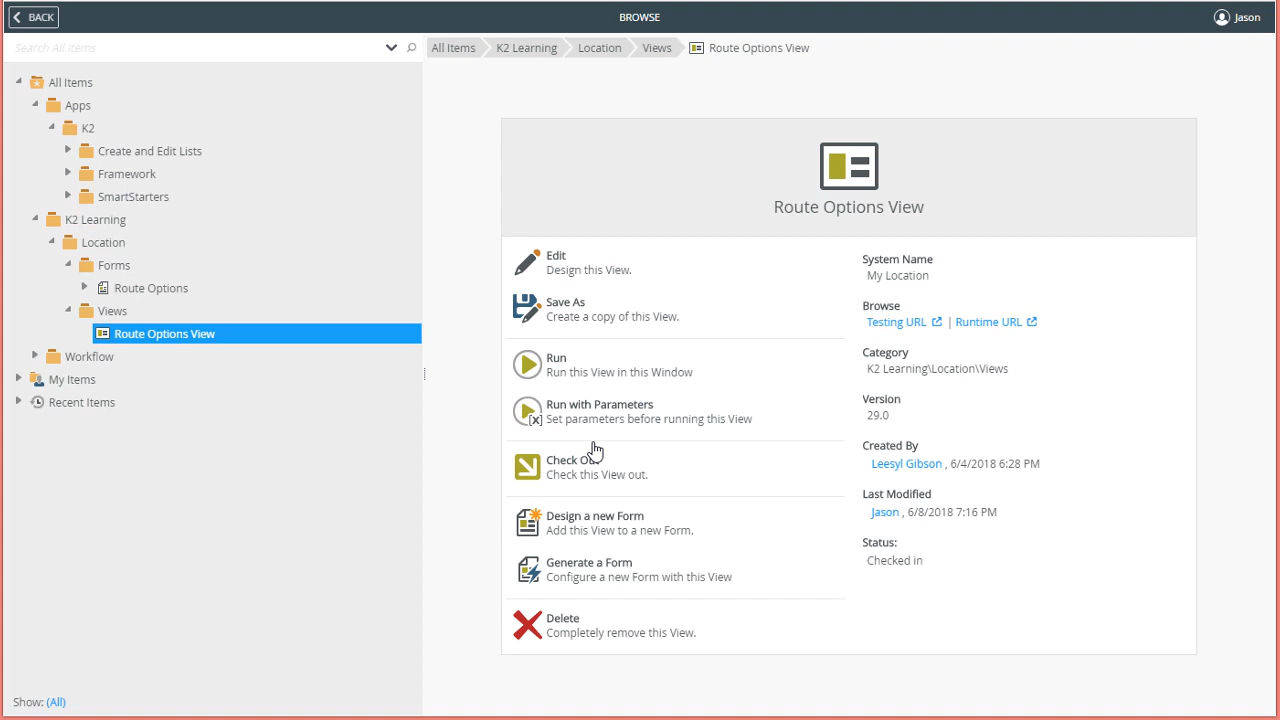 BACK
BROWSE
Jason
Search All Items
All Items
K2 Learning
Location
Views
Route Options View
All Items
Apps
K2
Create and Edit Lists
Framework
SmartStarters
K2 Learning
Location
Forms
Route Options
Views
Route Options View
Workflow
My Items
Recent Items
Show: (All)
Route Options View
Edit
Design this View.
Save As
Create a copy of this View.
Run
Run this View in this Window
[x]
Run with Parameters
Set parameters before running this View
Check Out
Check this View out.
Design a new Form
Add this View to a new Form.
Generate a Form
Configure a new Form with this View
Delete
Completely remove this View.
System Name
My Location
Browse
Testing URL | Runtime URL
Category
K2 Learning\Location\Views
Version
29.0
Created By
Leesyl Gibson , 6/4/2018 6:28 PM
Last Modified
Jason , 6/8/2018 7:16 PM
Status:
Checked in